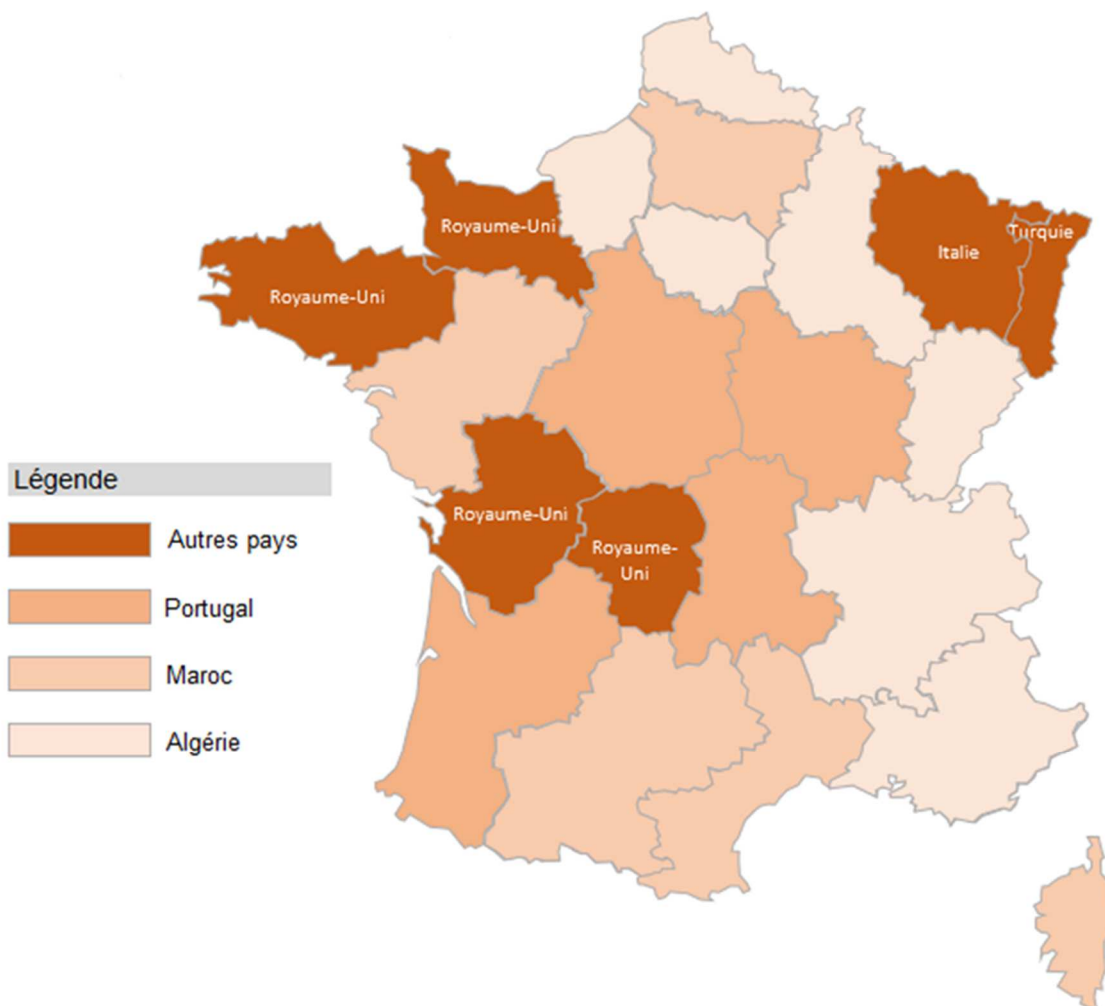 Royaume-Uni
Royaume-Uni
Turquie
Italie
Royaume-Uni
Royaume-
Uni
Légende
Autres pays
Portugal
Maroc
Algérie